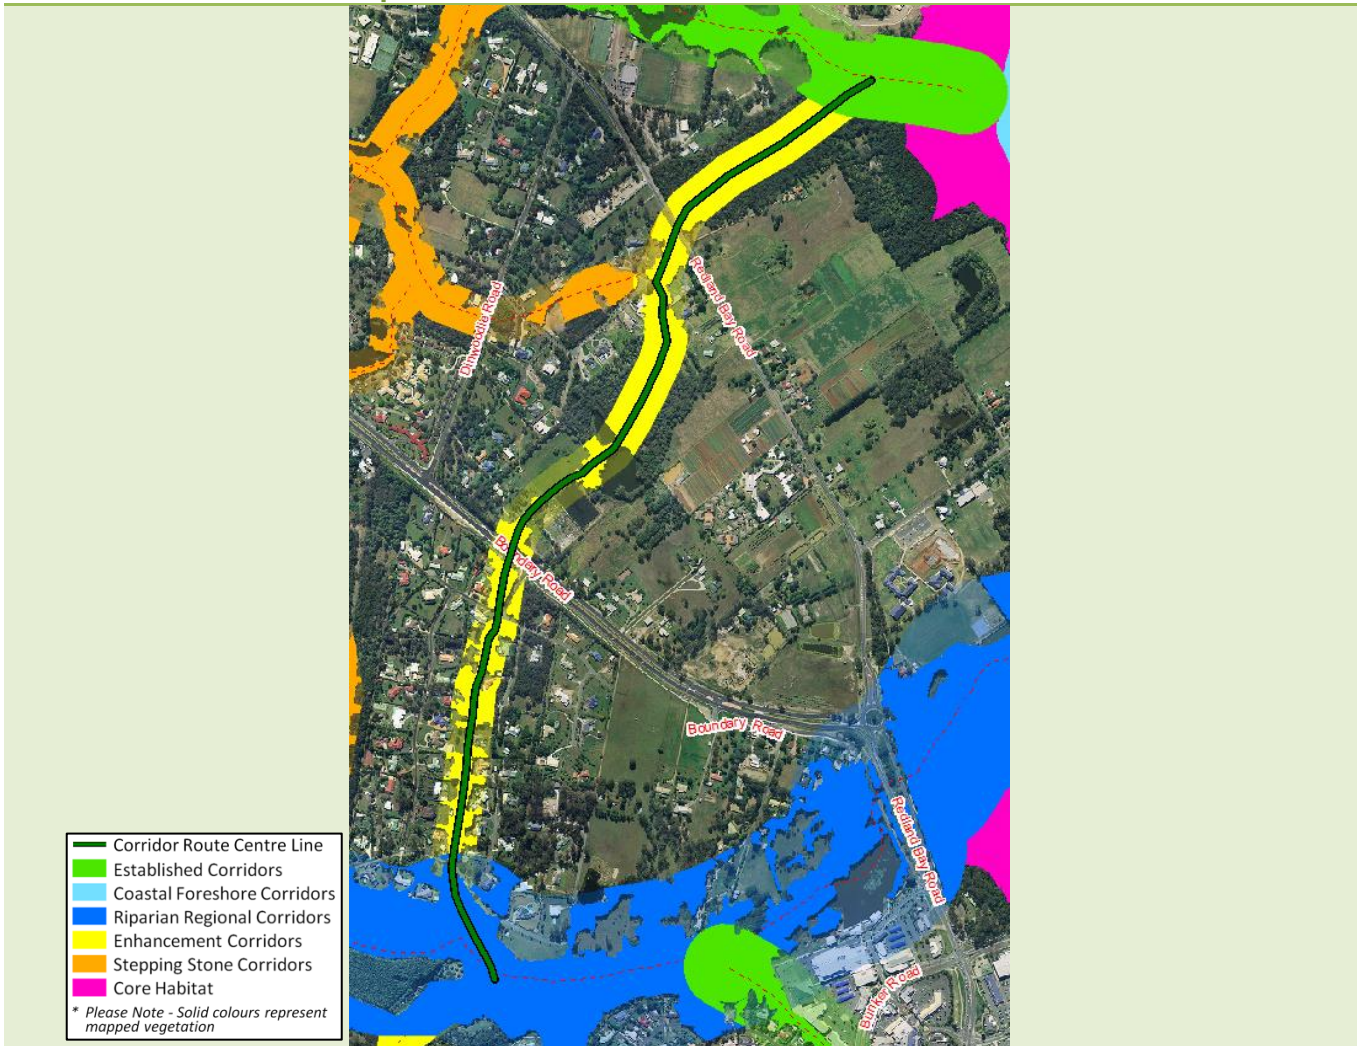 Redland Bay Road
Dinwoodie Road
Boundary Road
Boundary Road
Redland Bay Road
Bunker Road
Corridor Route Centre Line
Established Corridors
Coastal Foreshore Corridors
Riparian Regional Corridors
Enhancement Corridors
Stepping Stone Corridors
Core Habitat
* Please Note - Solid colours represent
mapped vegetation